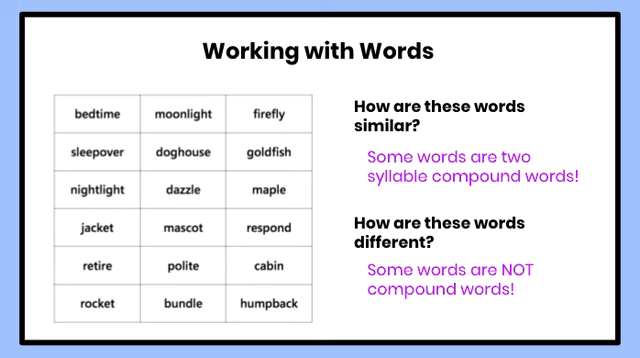 Working with Words
bedtime moonlight firefly
sleepover doghouse goldfish
nightlight dazzle maple
jacket mascot respond
retire polite cabin
rocket bundle humpback
How are these words
similar?
Some words are two
syllable compound words!
How are these words
different?
Some words are NOT
compound words!